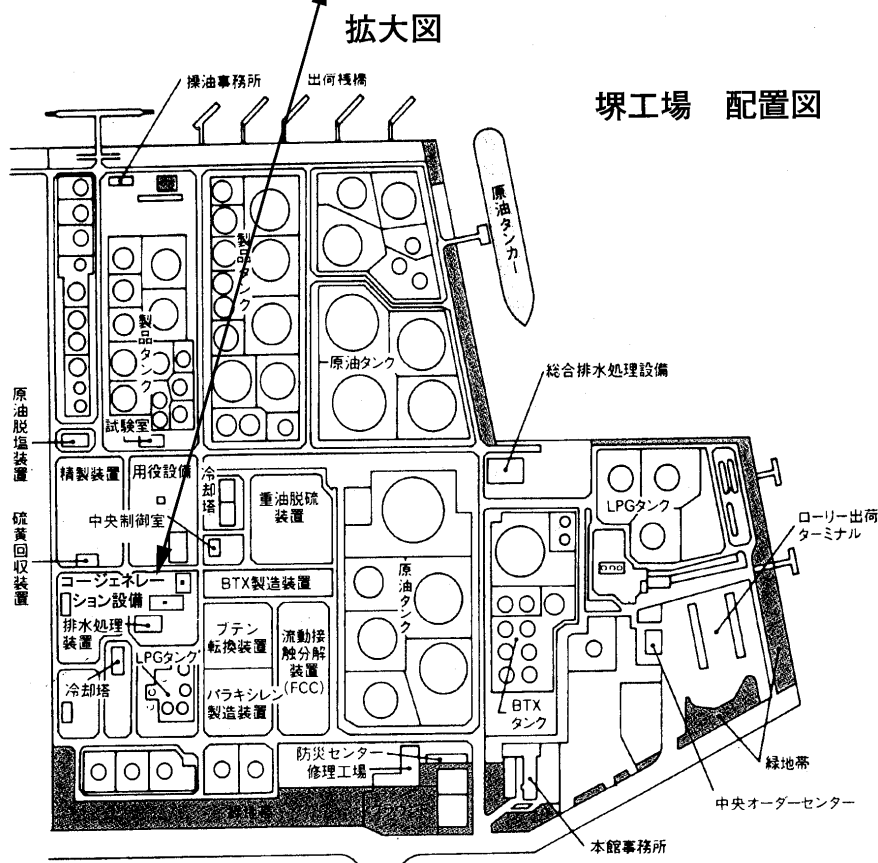 拡大図
堺工場 配置図
操油事務所
出荷桟橋
原油タンカー
製品タンク
製品タンク
原油タンク
総合排水処理設備
原油脱塩装置
試験室
精製装置
用役設備
冷却塔
重油脱硫
装置
LPGタンク
ローリー出荷
ターミナル
硫黄回収装置
中央制御室
原油タンク
コージェネレー
ション設備
BTX製造装置
排水処理
装置
ブテン
転換装置
流動接
触分解
装置
(FCC)
LPGタンク
冷却塔
パラキシレン
製造装置
BTX
タンク
防災センター
修理工場
緑地帯
中央オーダーセンター
本館事務所